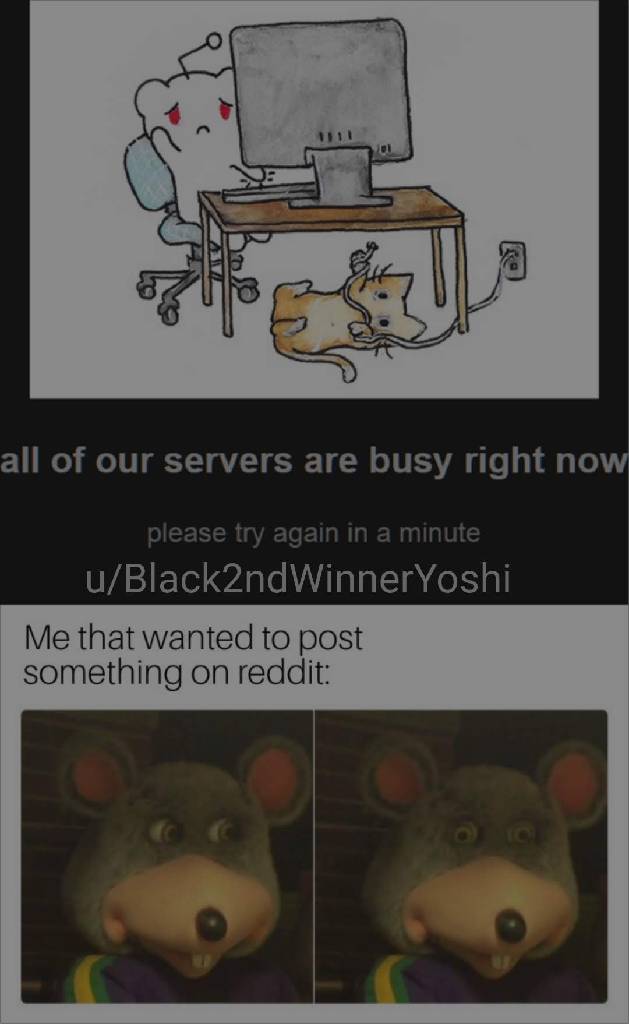 all of our servers are busy right now
please try again in a minute
u/Black2ndWinnerYoshi
Me that wanted to post
something on reddit: